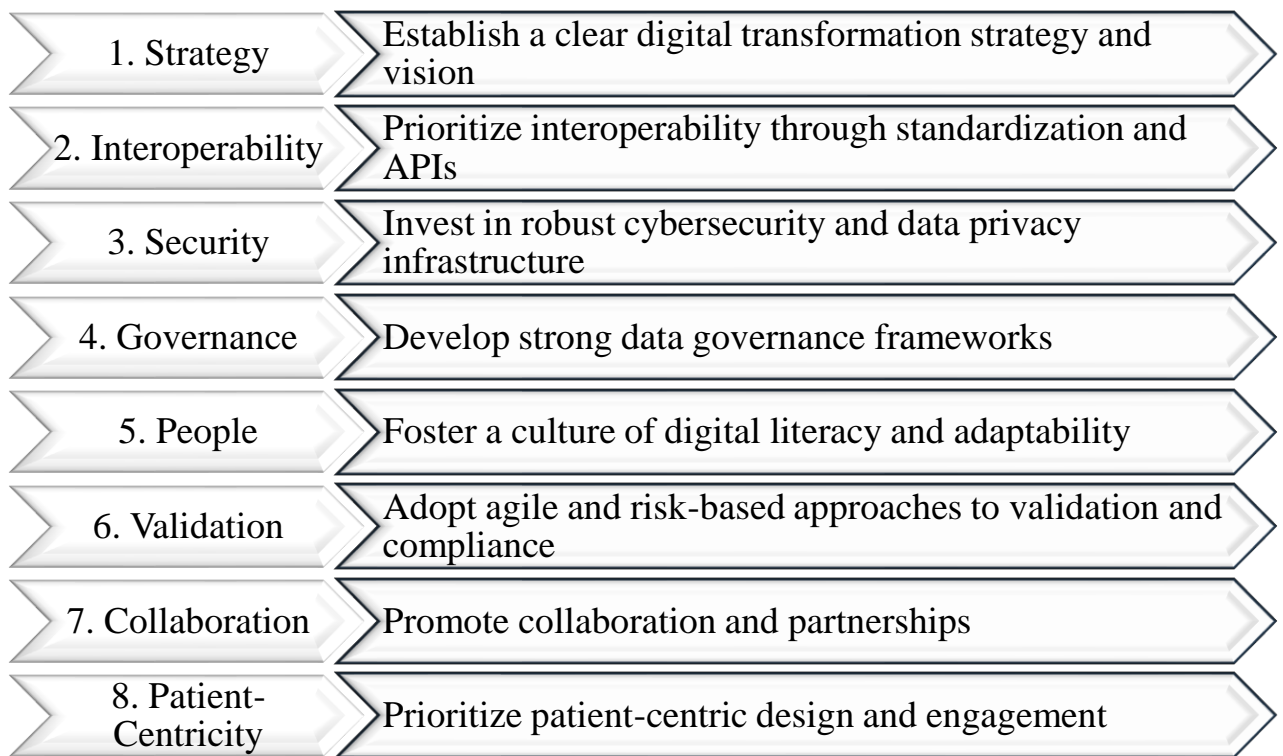 1. Strategy
Establish a clear digital transformation strategy and
vision
2. Interoperability
Prioritize interoperability through standardization and
APIs
3. Security
Invest in robust cybersecurity and data privacy
infrastructure
4. Governance
Develop strong data governance frameworks
5. People
Foster a culture of digital literacy and adaptability
6. Validation
Adopt agile and risk-based approaches to validation and
compliance
7. Collaboration
Promote collaboration and partnerships
8. Patient-
Centricity
Prioritize patient-centric design and engagement